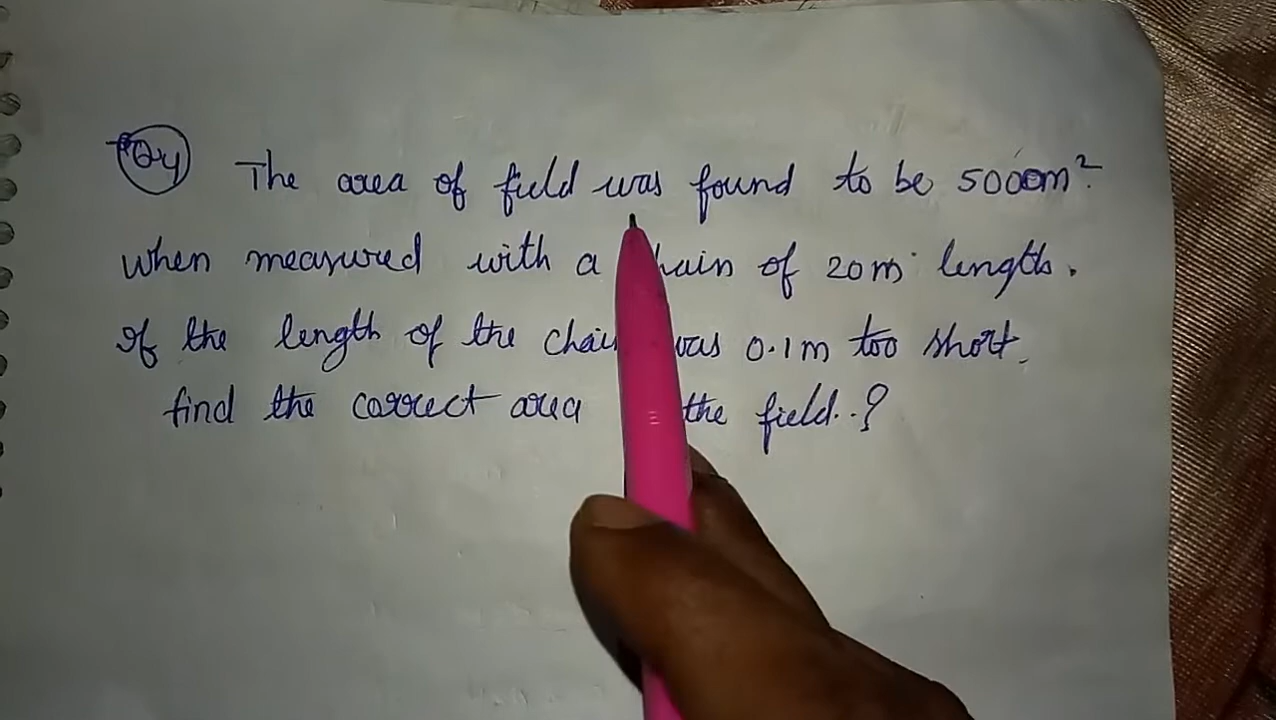 Q4 The area of field was found to be 5000m².
when measured with a hain of 20m length.
If the length of the chai was 0.1m too short.
find the correct area the field..?